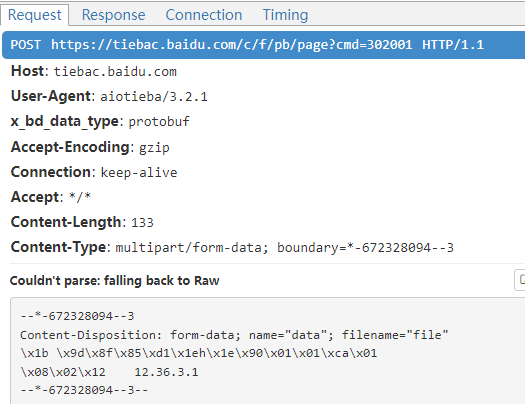 Request Response Connection Timing
POST https://tiebac.baidu.com/c/f/pb/page?cmd=302001 HTTP/1.1
Host: tiebac.baidu.com
User-Agent: aiotieba/3.2.1
x_bd_data_type: protobuf
Accept-Encoding: gzip
Connection: keep-alive
Accept: */*
Content-Length: 133
Content-Type: multipart/form-data; boundary=*-672328094--3
Couldn't parse: falling back to Raw
--*-672328094--3
Content-Disposition: form-data; name="data"; filename="file"
\x1b \x9d\x8f\x85\xd1\x1eh\x1e\x90\x01\x01\xca\x01
\x08\x02\x12    12.36.3.1
--*-672328094--3--